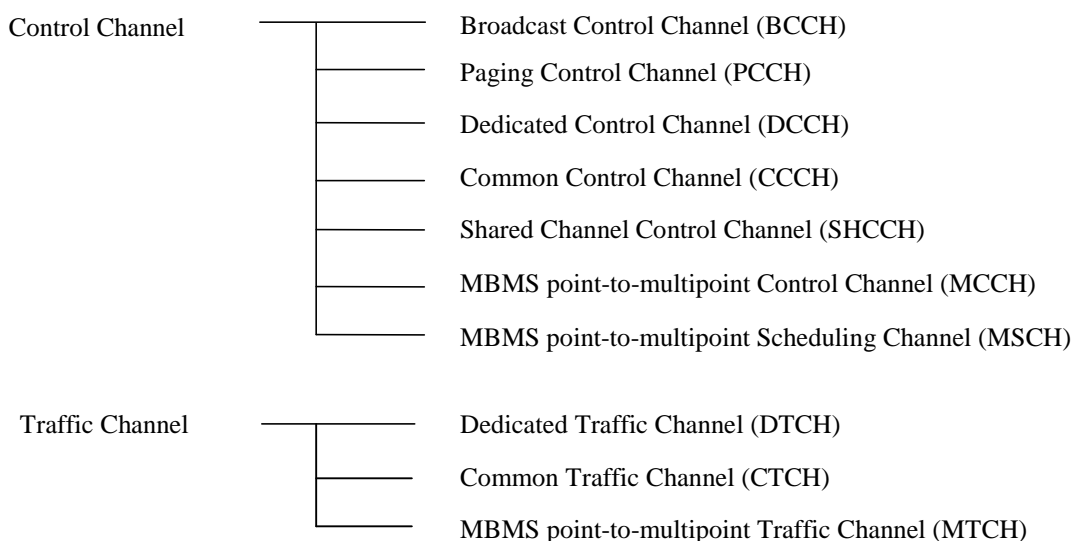 Control Channel
Broadcast Control Channel (BCCH)
Paging Control Channel (PCCH)
Dedicated Control Channel (DCCH)
Common Control Channel (CCCH)
Shared Channel Control Channel (SHCCH)
MBMS point-to-multipoint Control Channel (MCCH)
MBMS point-to-multipoint Scheduling Channel (MSCH)
Traffic Channel
Dedicated Traffic Channel (DTCH)
Common Traffic Channel (CTCH)
MBMS point-to-multipoint Traffic Channel (MTCH)